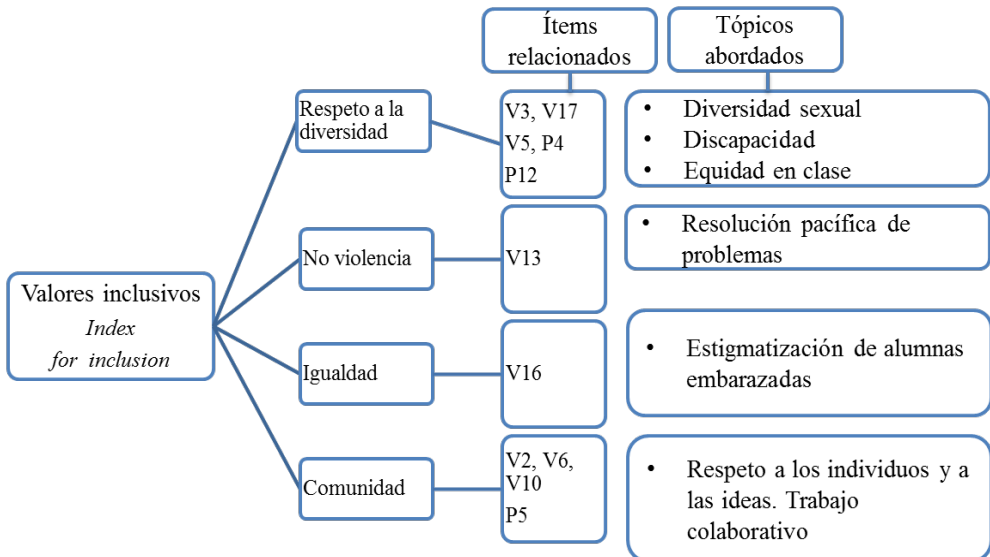 Ítems
relacionados
Tópicos
abordados
Valores inclusivos
Index
for inclusion
Respeto a la
diversidad
V3, V17
V5, P4
P12
• Diversidad sexual
• Discapacidad
• Equidad en clase
No violencia
V13
• Resolución pacífica de
problemas
Igualdad
V16
• Estigmatización de alumnas
embarazadas
Comunidad
V2, V6,
V10
P5
• Respeto a los individuos y a
las ideas. Trabajo
colaborativo